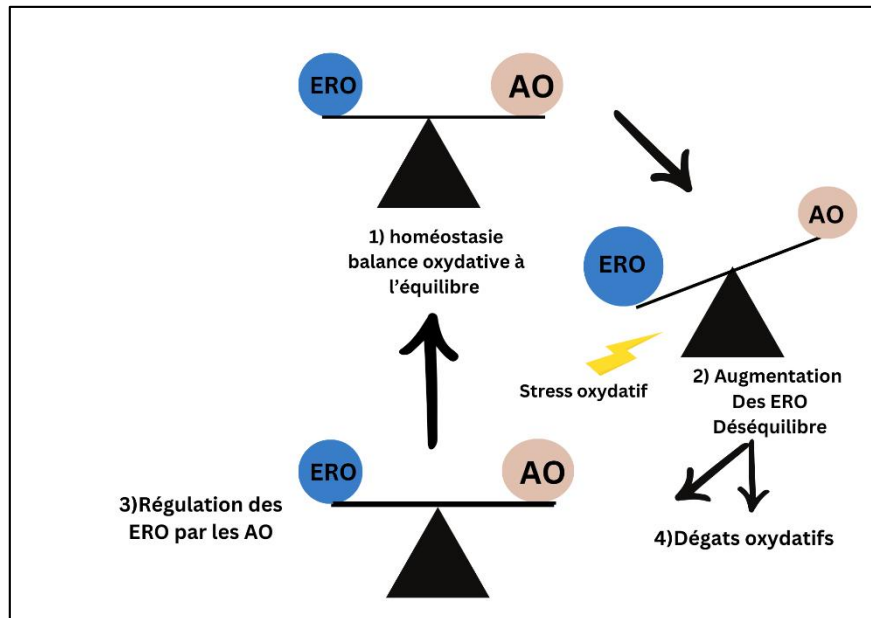 ERO
AO
1) homéostasie
balance oxydative à
l’équilibre
AO
ERO
Stress oxydatif
2) Augmentation
Des ERO
Déséquilibre
ERO
AO
3)Régulation des
ERO par les AO
4)Dégats oxydatifs